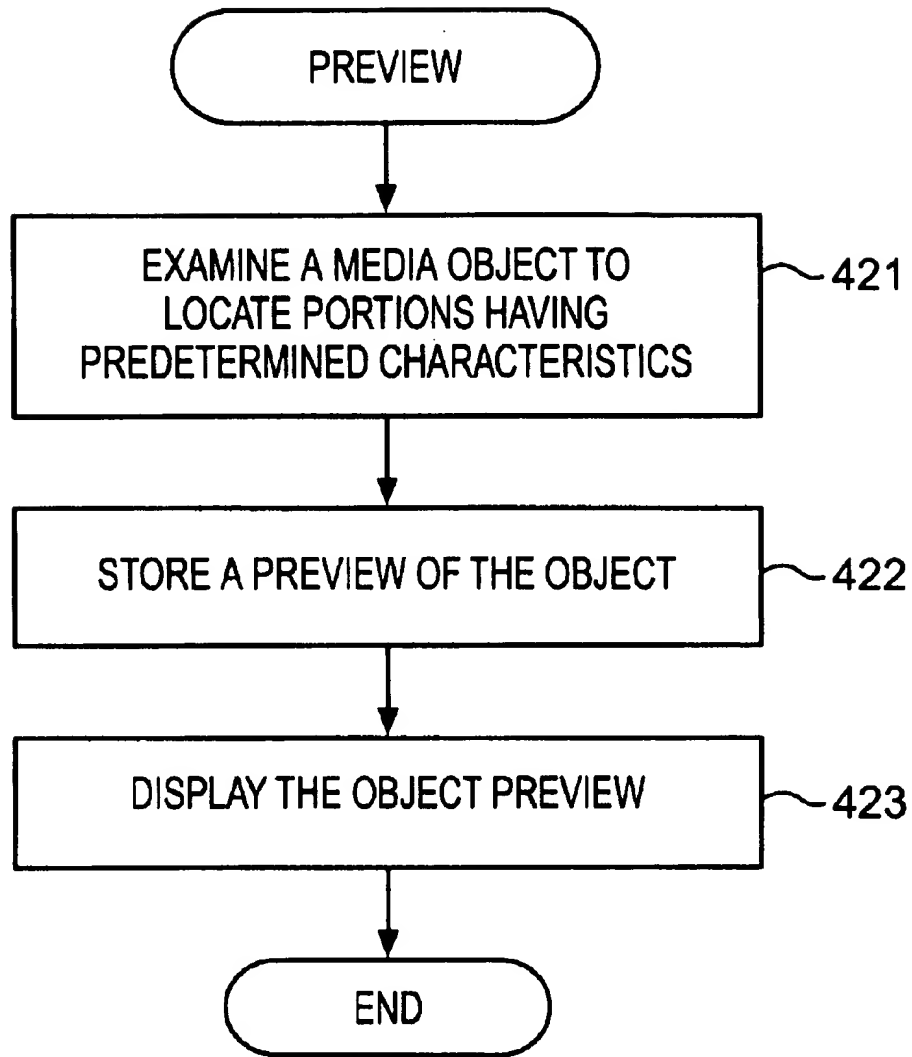 PREVIEW
EXAMINE A MEDIA OBJECT TO
LOCATE PORTIONS HAVING
PREDETERMINED CHARACTERISTICS
421
STORE A PREVIEW OF THE OBJECT
422
DISPLAY THE OBJECT PREVIEW
423
END